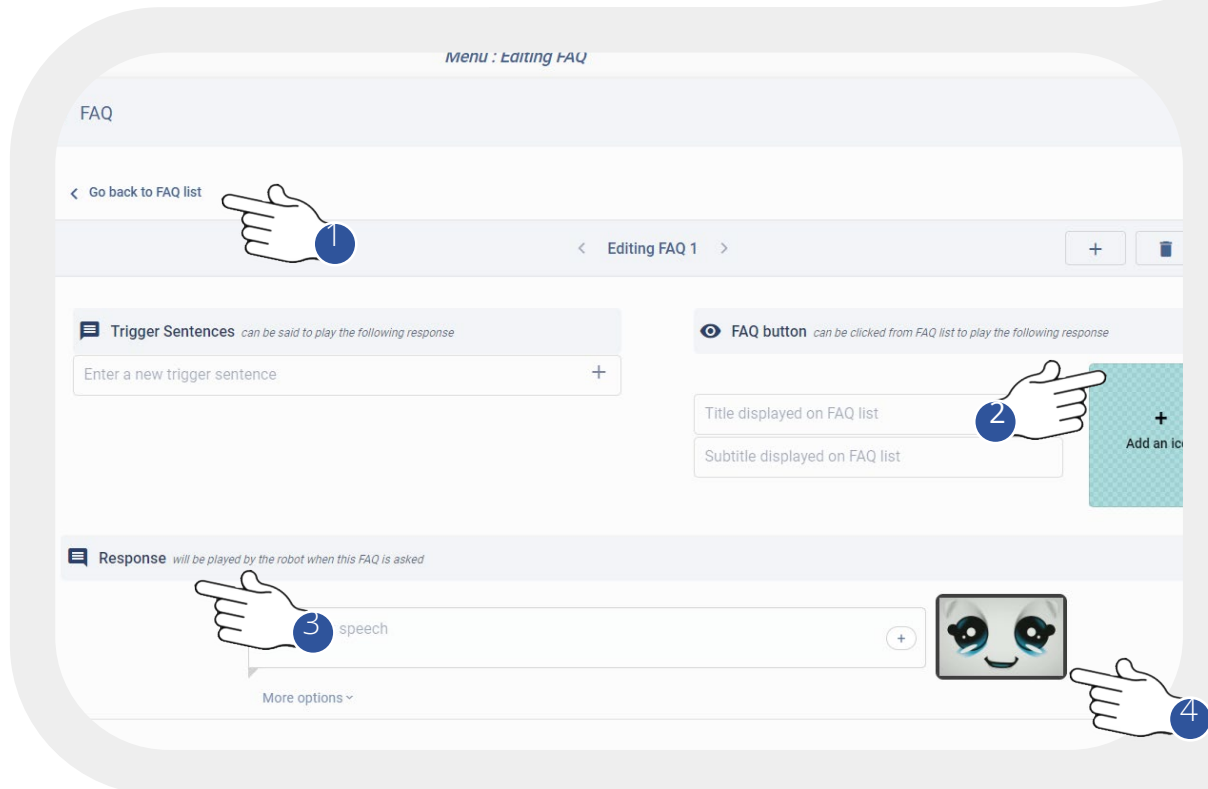 Menu : Editing FAQ
FAQ
Go back to FAQ list
1
Editing FAQ 1
+
Trigger Sentences can be said to play the following response
FAQ button can be clicked from FAQ list to play the following response
Enter a new trigger sentence +
Title displayed on FAQ list
2
+
Add an ic
Subtitle displayed on FAQ list
Response will be played by the robot when this FAQ is asked
3
speech
+
More options
4